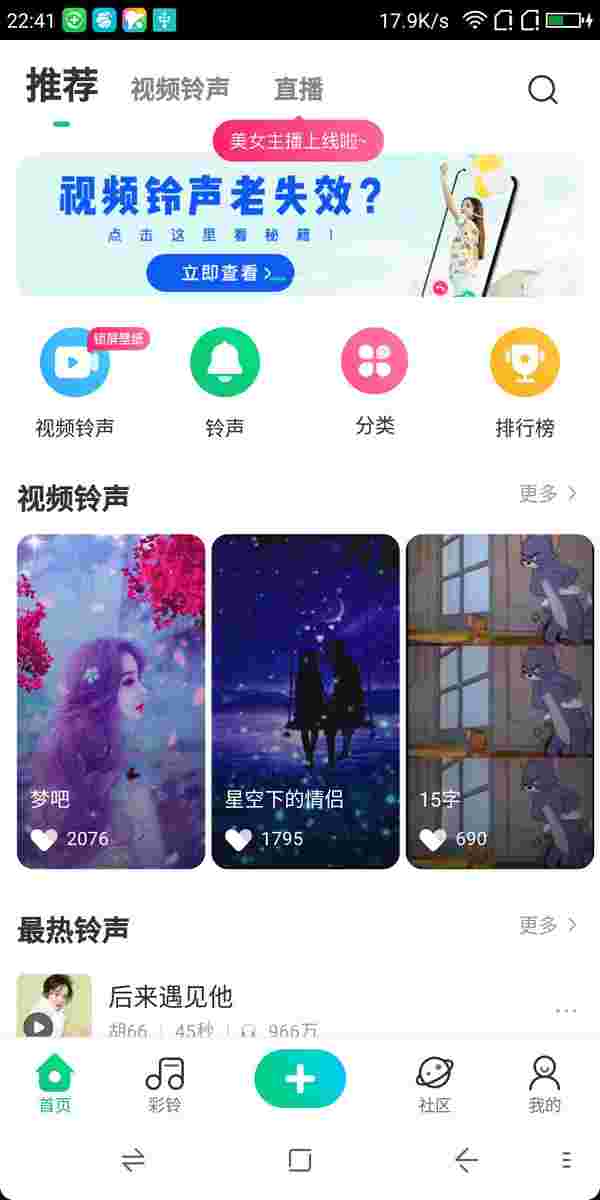 22:41
17.9K/s
推荐 视频铃声 直播
美女主播上线啦~
视频铃声老失效？
点击这里看秘籍！
立即查看
锁屏壁纸
视频铃声 铃声 分类 排行榜
视频铃声 更多
梦吧 星空下的情侣 15字
2076 1795 690
最热铃声 更多
后来遇见他
胡66 45秒 966万
首页 彩铃 社区 我的